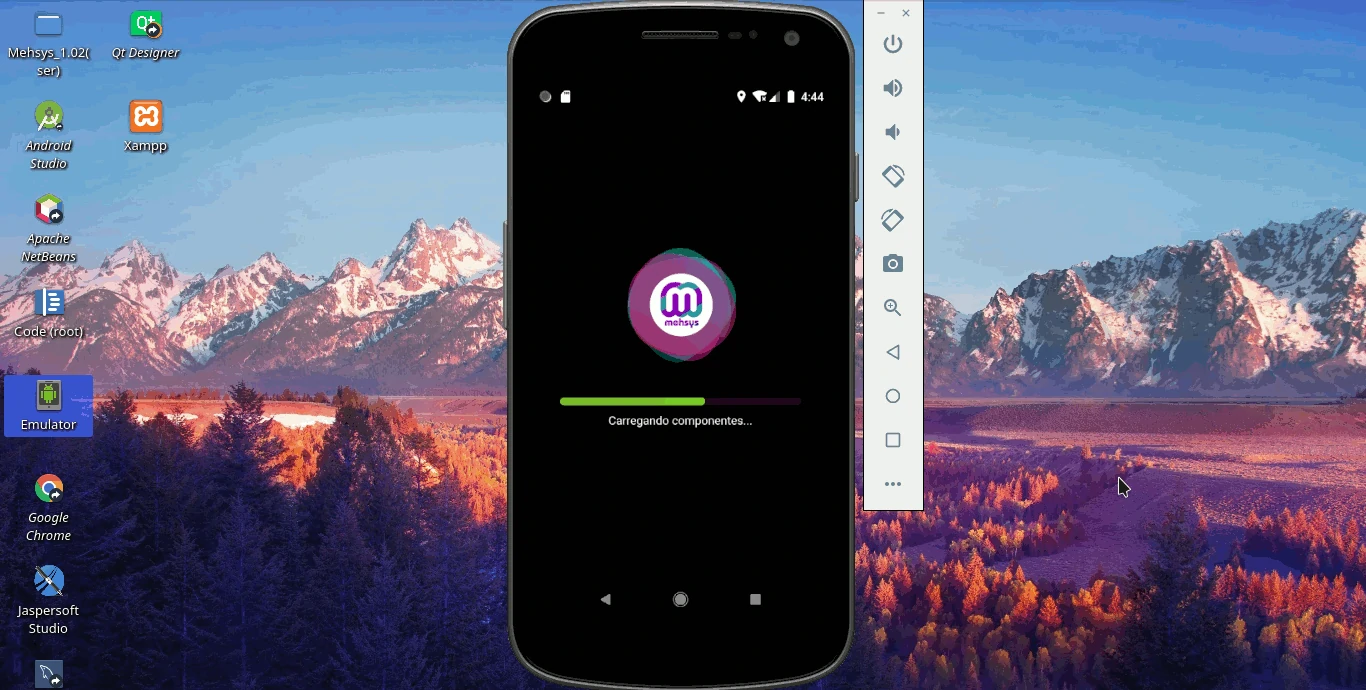 Mehsys_1.02(
ser)
Qt Designer
Android
Studio
Xampp
Apache
NetBeans
Code (root)
Emulator
Google
Chrome
Jaspersoft
Studio
4:44
mehsys
Carregando componentes...